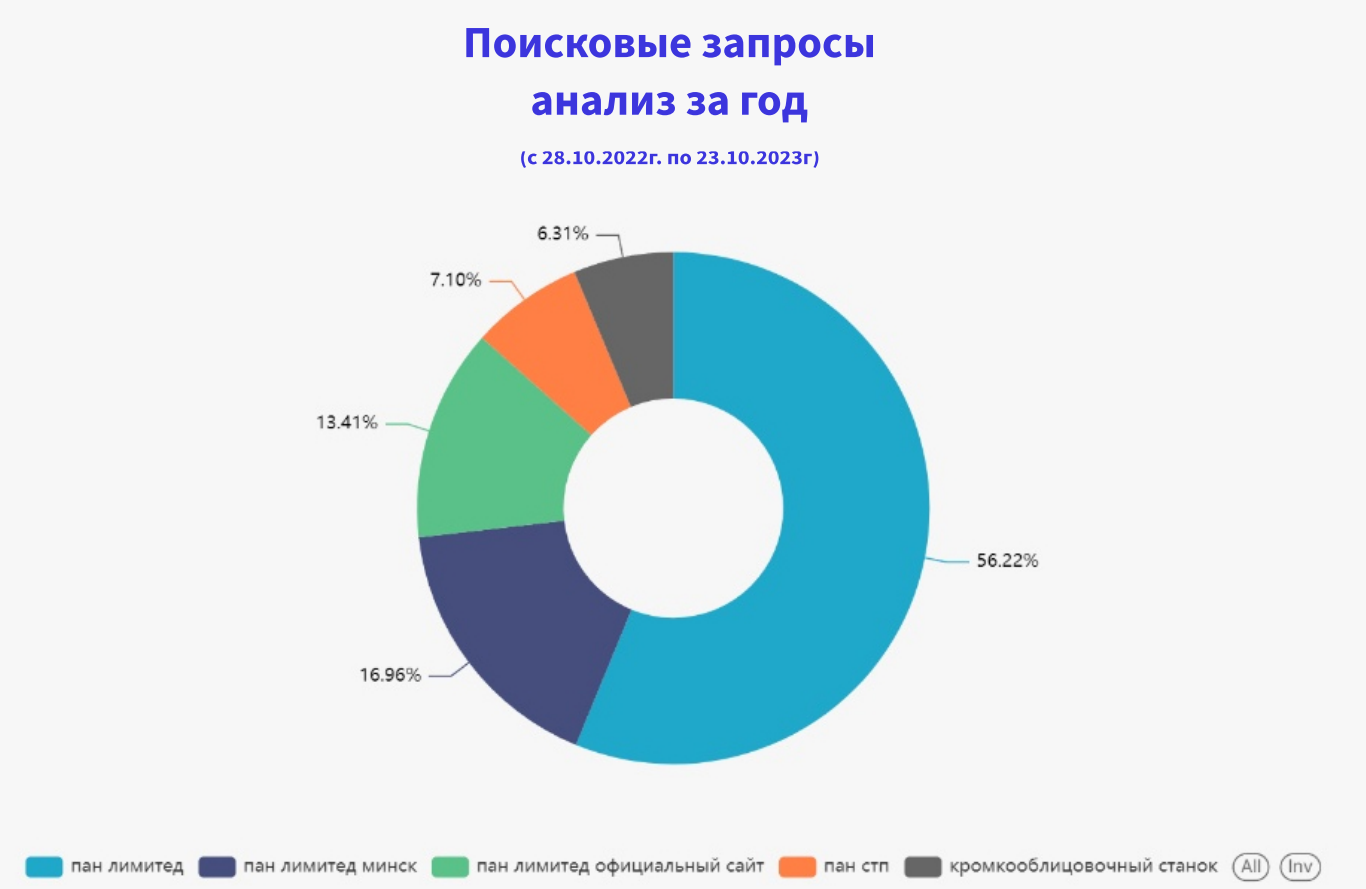 Поисковые запросы
анализ за год
(с 28.10.2022г. по 23.10.2023г)
6.31%
7.10%
13.41%
56.22%
16.96%
пан лимитед пан лимитед минск пан лимитед официальный сайт пан стп кромкооблицовочный станок All Inv